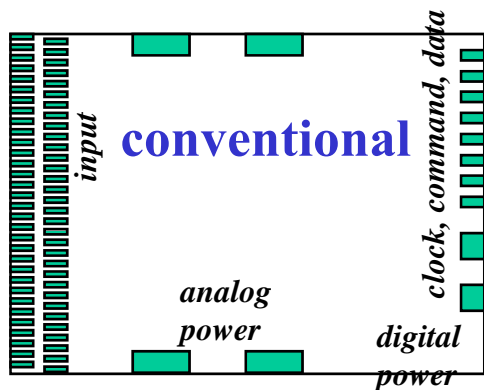 input
conventional
clock, command, data
analog
power
digital
power